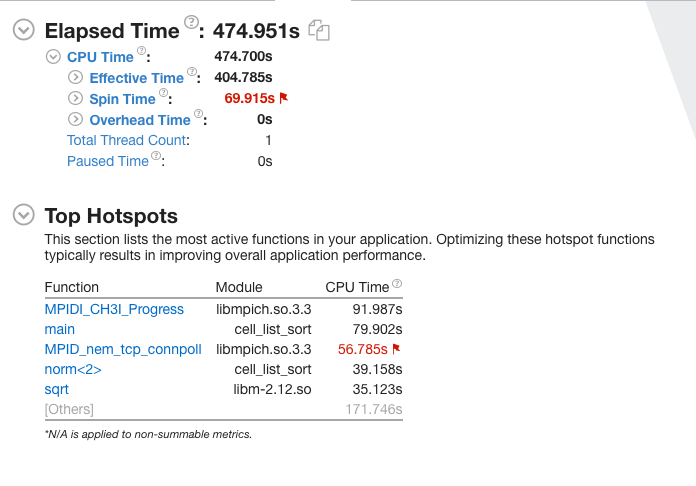 Elapsed Time ?: 474.951s
CPU Time ?: 474.700s
Effective Time ?: 404.785s
Spin Time ?: 69.915s
Overhead Time ?: 0s
Total Thread Count: 1
Paused Time ?: 0s
Top Hotspots
This section lists the most active functions in your application. Optimizing these hotspot functions
typically results in improving overall application performance.
Function Module CPU Time ?
MPIDI_CH3I_Progress libmpich.so.3.3 91.987s
main cell_list_sort 79.902s
MPID_nem_tcp_connpoll libmpich.so.3.3 56.785s
norm<2> cell_list_sort 39.158s
sqrt libm-2.12.so 35.123s
[Others] 171.746s
*N/A is applied to non-summable metrics.